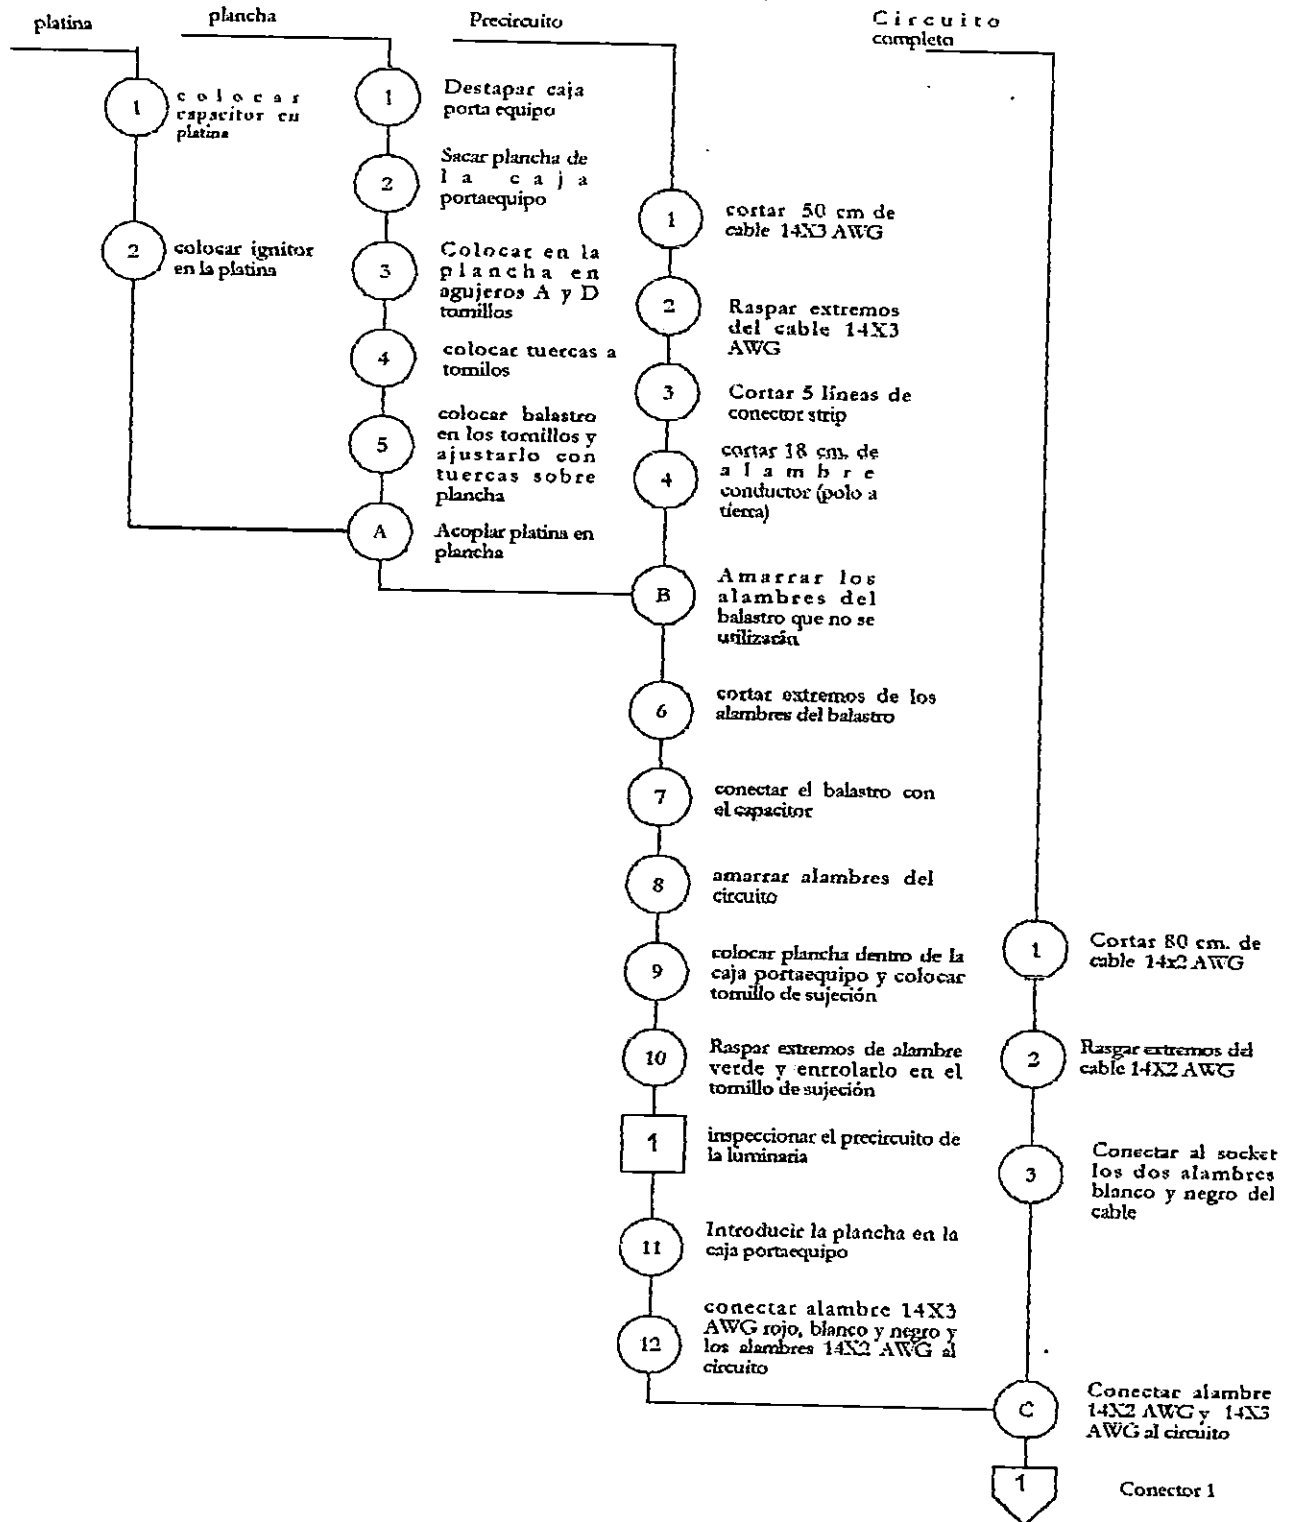 platina
1
colocar
capacitor en
platina
2
colocar ignitor
en la platina
plancha
1
Destapar caja
porta equipo
2
Sacar plancha de
la caja
portaequipo
3
Colocar en la
plancha en
agujeros A y D
tornillos
4
colocar tuercas a
tornilos
5
colocar balastro
en los tornillos y
ajustarlo con
tuercas sobre
plancha
A
Acoplar platina en
plancha
Precircuito
1
cortar 50 cm de
cable 14X3 AWG
2
Raspar extremos
del cable 14X3
AWG
3
Cortar 5 líneas de
conector strip
4
cortar 18 cm. de
alambre
conductor (polo a
tierra)
B
Amarrar los
alambres del
balastro que no se
utilizarán
6
cortar extremos de los
alambres del balastro
7
conectar el balastro con
el capacitor
8
amarrar alambres del
circuito
9
colocar plancha dentro de la
caja portaequipo y colocar
tornillo de sujeción
10
Raspar extremos de alambre
verde y enrrolarlo en el
tornillo de sujeción
1
inspeccionar el precircuito de
la luminaria
11
Introducir la plancha en la
caja portaequipo
12
conectar alambre 14X3
AWG rojo, blanco y negro y
los alambres 14X2 AWG al
circuito
Circuito
completo
1
Cortar 80 cm. de
cable 14x2 AWG
2
Rasgar extremos del
cable 14X2 AWG
3
Conectar al socket
los dos alambres
blanco y negro del
cable
C
Conectar alambre
14X2 AWG y 14X3
AWG al circuito
1
Conector 1